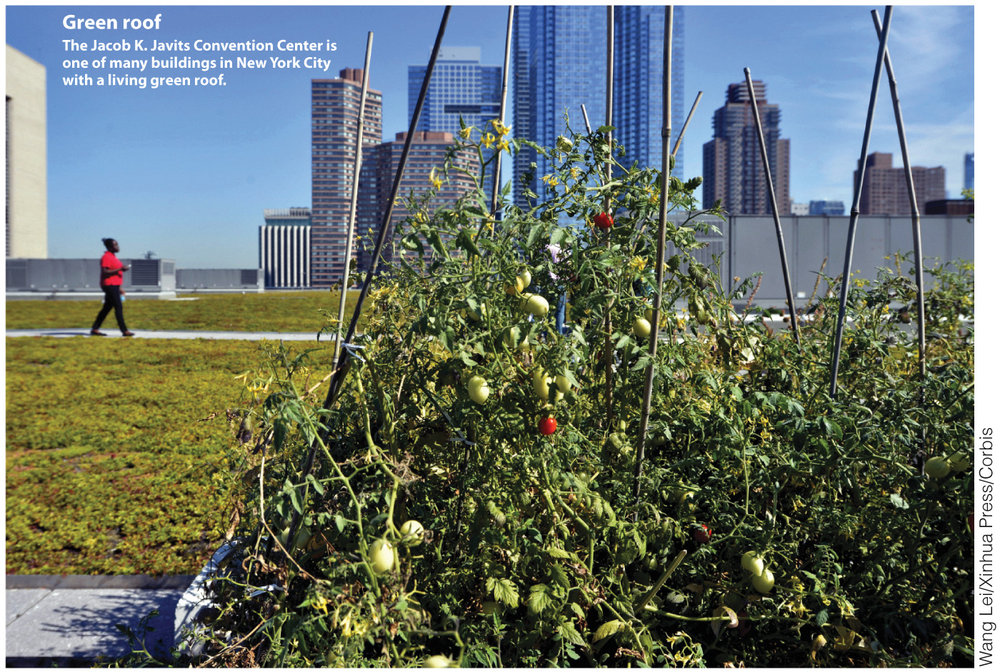 Green roof
The Jacob K. Javits Convention Center is
one of many buildings in New York City
with a living green roof.
Wang Lei/Xinhua Press/Corbis